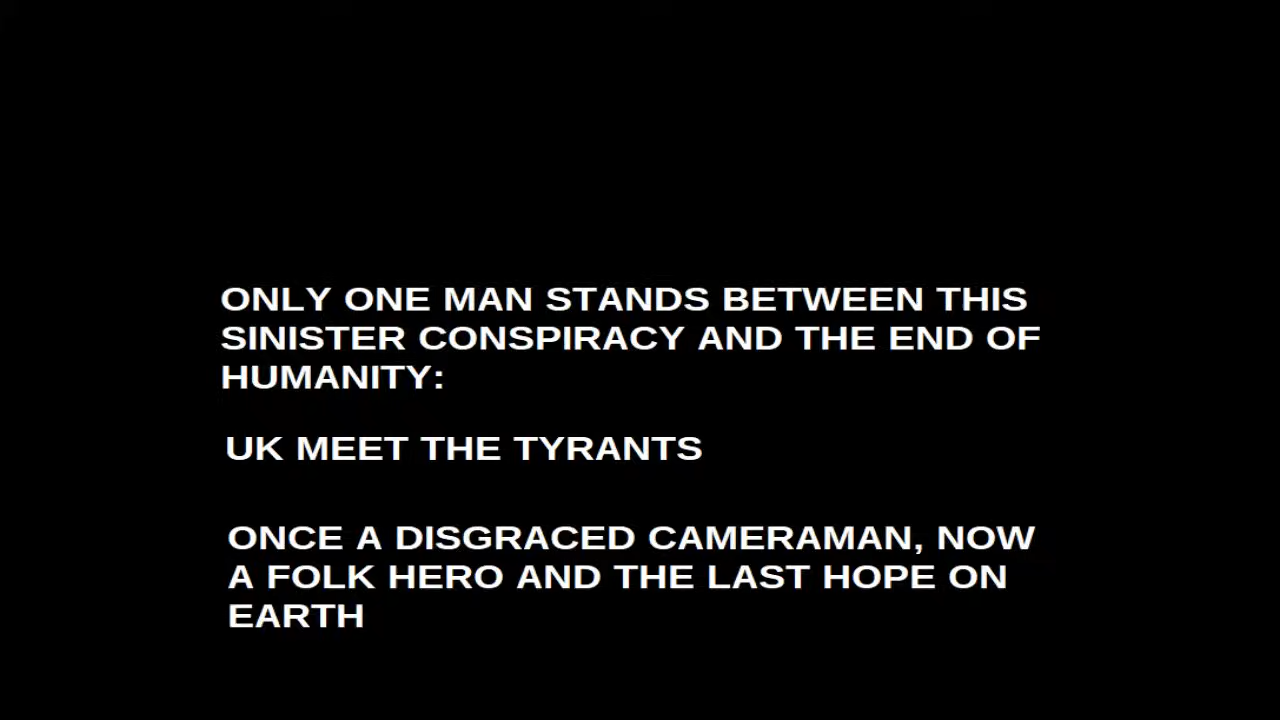 ONLY ONE MAN STANDS BETWEEN THIS
SINISTER CONSPIRACY AND THE END OF
HUMANITY:
UK MEET THE TYRANTS
ONCE A DISGRACED CAMERAMAN, NOW
A FOLK HERO AND THE LAST HOPE ON
EARTH